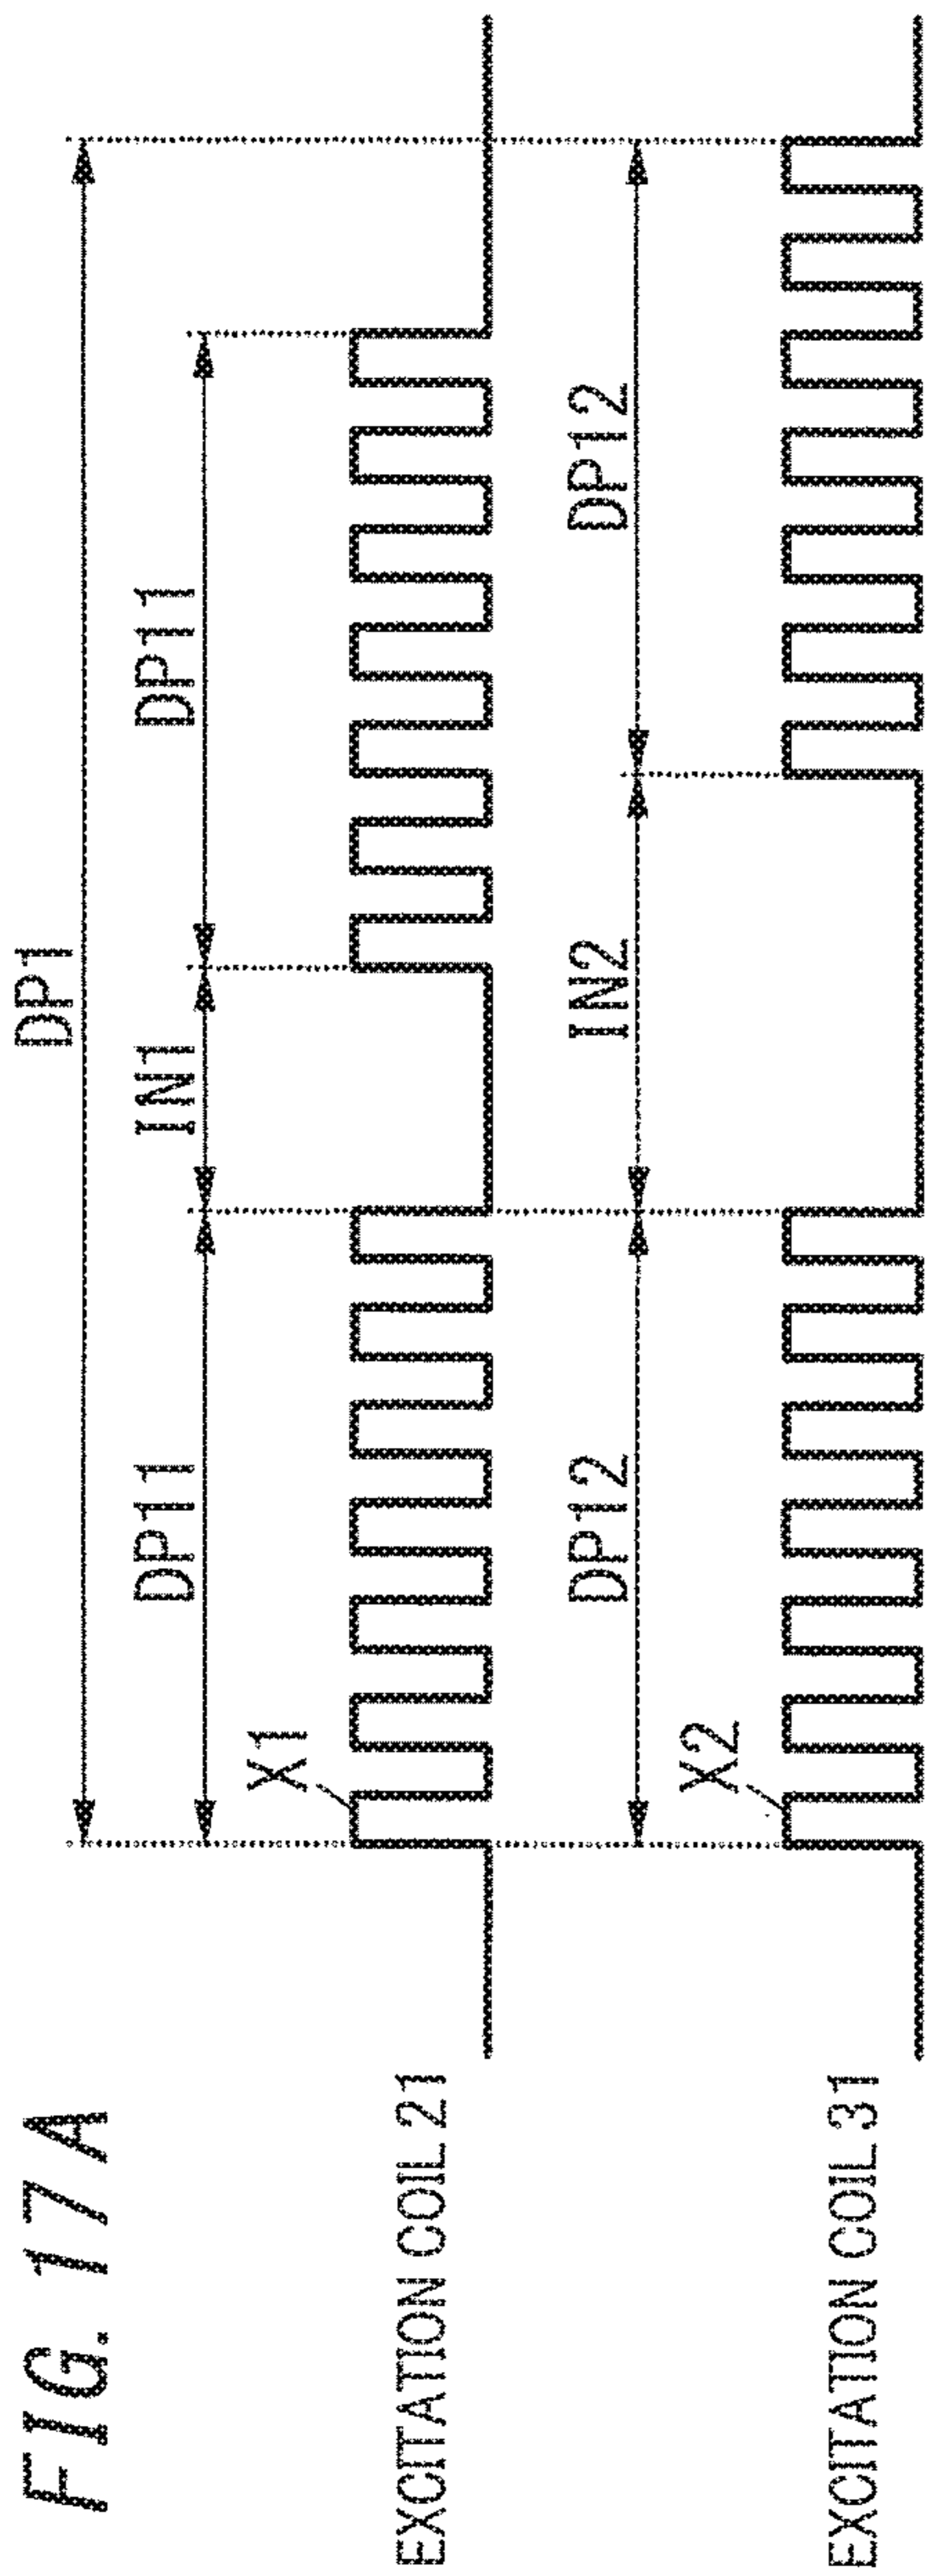 FIG. 17A
DP1
DP11
IN1
DP11
X1
EXCITATION COIL 21
DP12
IN2
DP12
X2
EXCITATION COIL 31